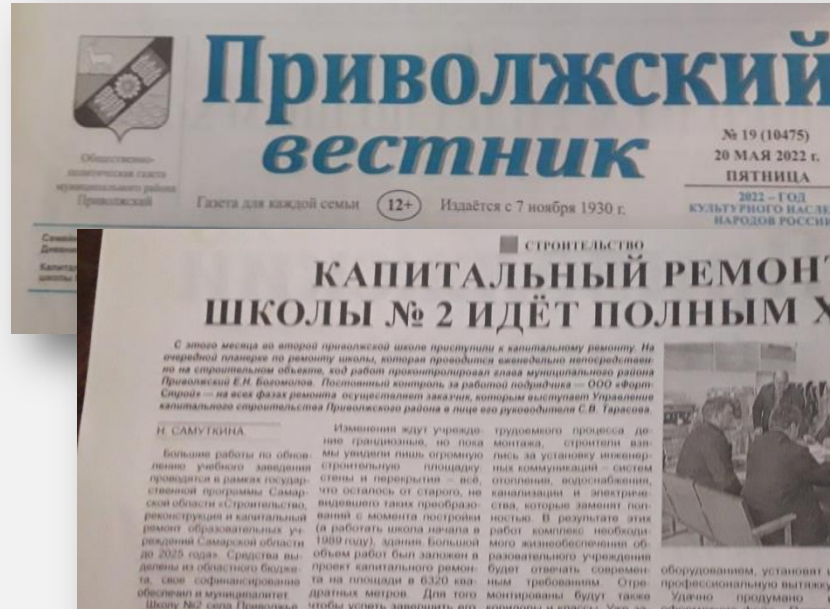 Приволжский
вестник
Общественно-
политическая газета
муниципального района
Приволжский
№ 19 (10475)
20 МАЯ 2022 г.
ПЯТНИЦА
2022 – ГОД
КУЛЬТУРНОГО НАСЛЕ
НАРОДОВ РОССИИ
Газета для каждой семьи 12+ Издаётся с 7 ноября 1930 г.
СТРОИТЕЛЬСТВО
КАПИТАЛЬНЫЙ РЕМОНТ
ШКОЛЫ № 2 ИДЁТ ПОЛНЫМ Х
С этого месяца во второй приволжской школе приступили к капитальному ремонту. На
очередной планерке по ремонту школы, которая проводится еженедельно непосредствен-
но на строительном объекте, ход работ проконтролировал глава муниципального района
Приволжский Е.Н. Богомолов. Постоянный контроль за работой подрядчика — ООО «Форт-
Строй» — на всех фазах ремонта осуществляет заказчик, которым выступает Управление
капитального строительства Приволжского района в лице его руководителя С.В. Тарасова.
Н. САМУТКИНА
Большие работы по обнов-
лению учебного заведения
проводятся в рамках государ-
ственной программы Самар-
ской области «Строительство,
реконструкция и капитальный
ремонт образовательных уч-
реждений Самарской области
до 2025 года». Средства вы-
делены из областного бюдже-
та, свое софинансирование
обеспечил и муниципалитет.
Школу №2 села Приволжье
Изменения ждут учрежде-
ние грандиозные, но пока
мы увидели лишь огромную
строительную площадку:
стены и перекрытия – всё,
что осталось от старого, не
видевшего таких преобразо-
ваний с момента постройки
(а работать школа начала в
1989 году), здания. Большой
объем работ был заложен в
проект капитального ремон-
та на площади в 6320 ква-
дратных метров. Для того
чтобы успеть завершить его
трудоемкого процесса де-
монтажа, строители взя-
лись за установку инженер-
ных коммуникаций – систем
отопления, водоснабжения,
канализации и электриче-
ства, которые заменят пол-
ностью. В результате этих
работ комплекс необходи-
мого жизнеобеспечения об-
разовательного учреждения
будет отвечать современ-
ным требованиям. Отре-
монтированы будут также
коридоры и классы.
оборудованием, установят и
профессиональную вытяжку
Удачно продумано